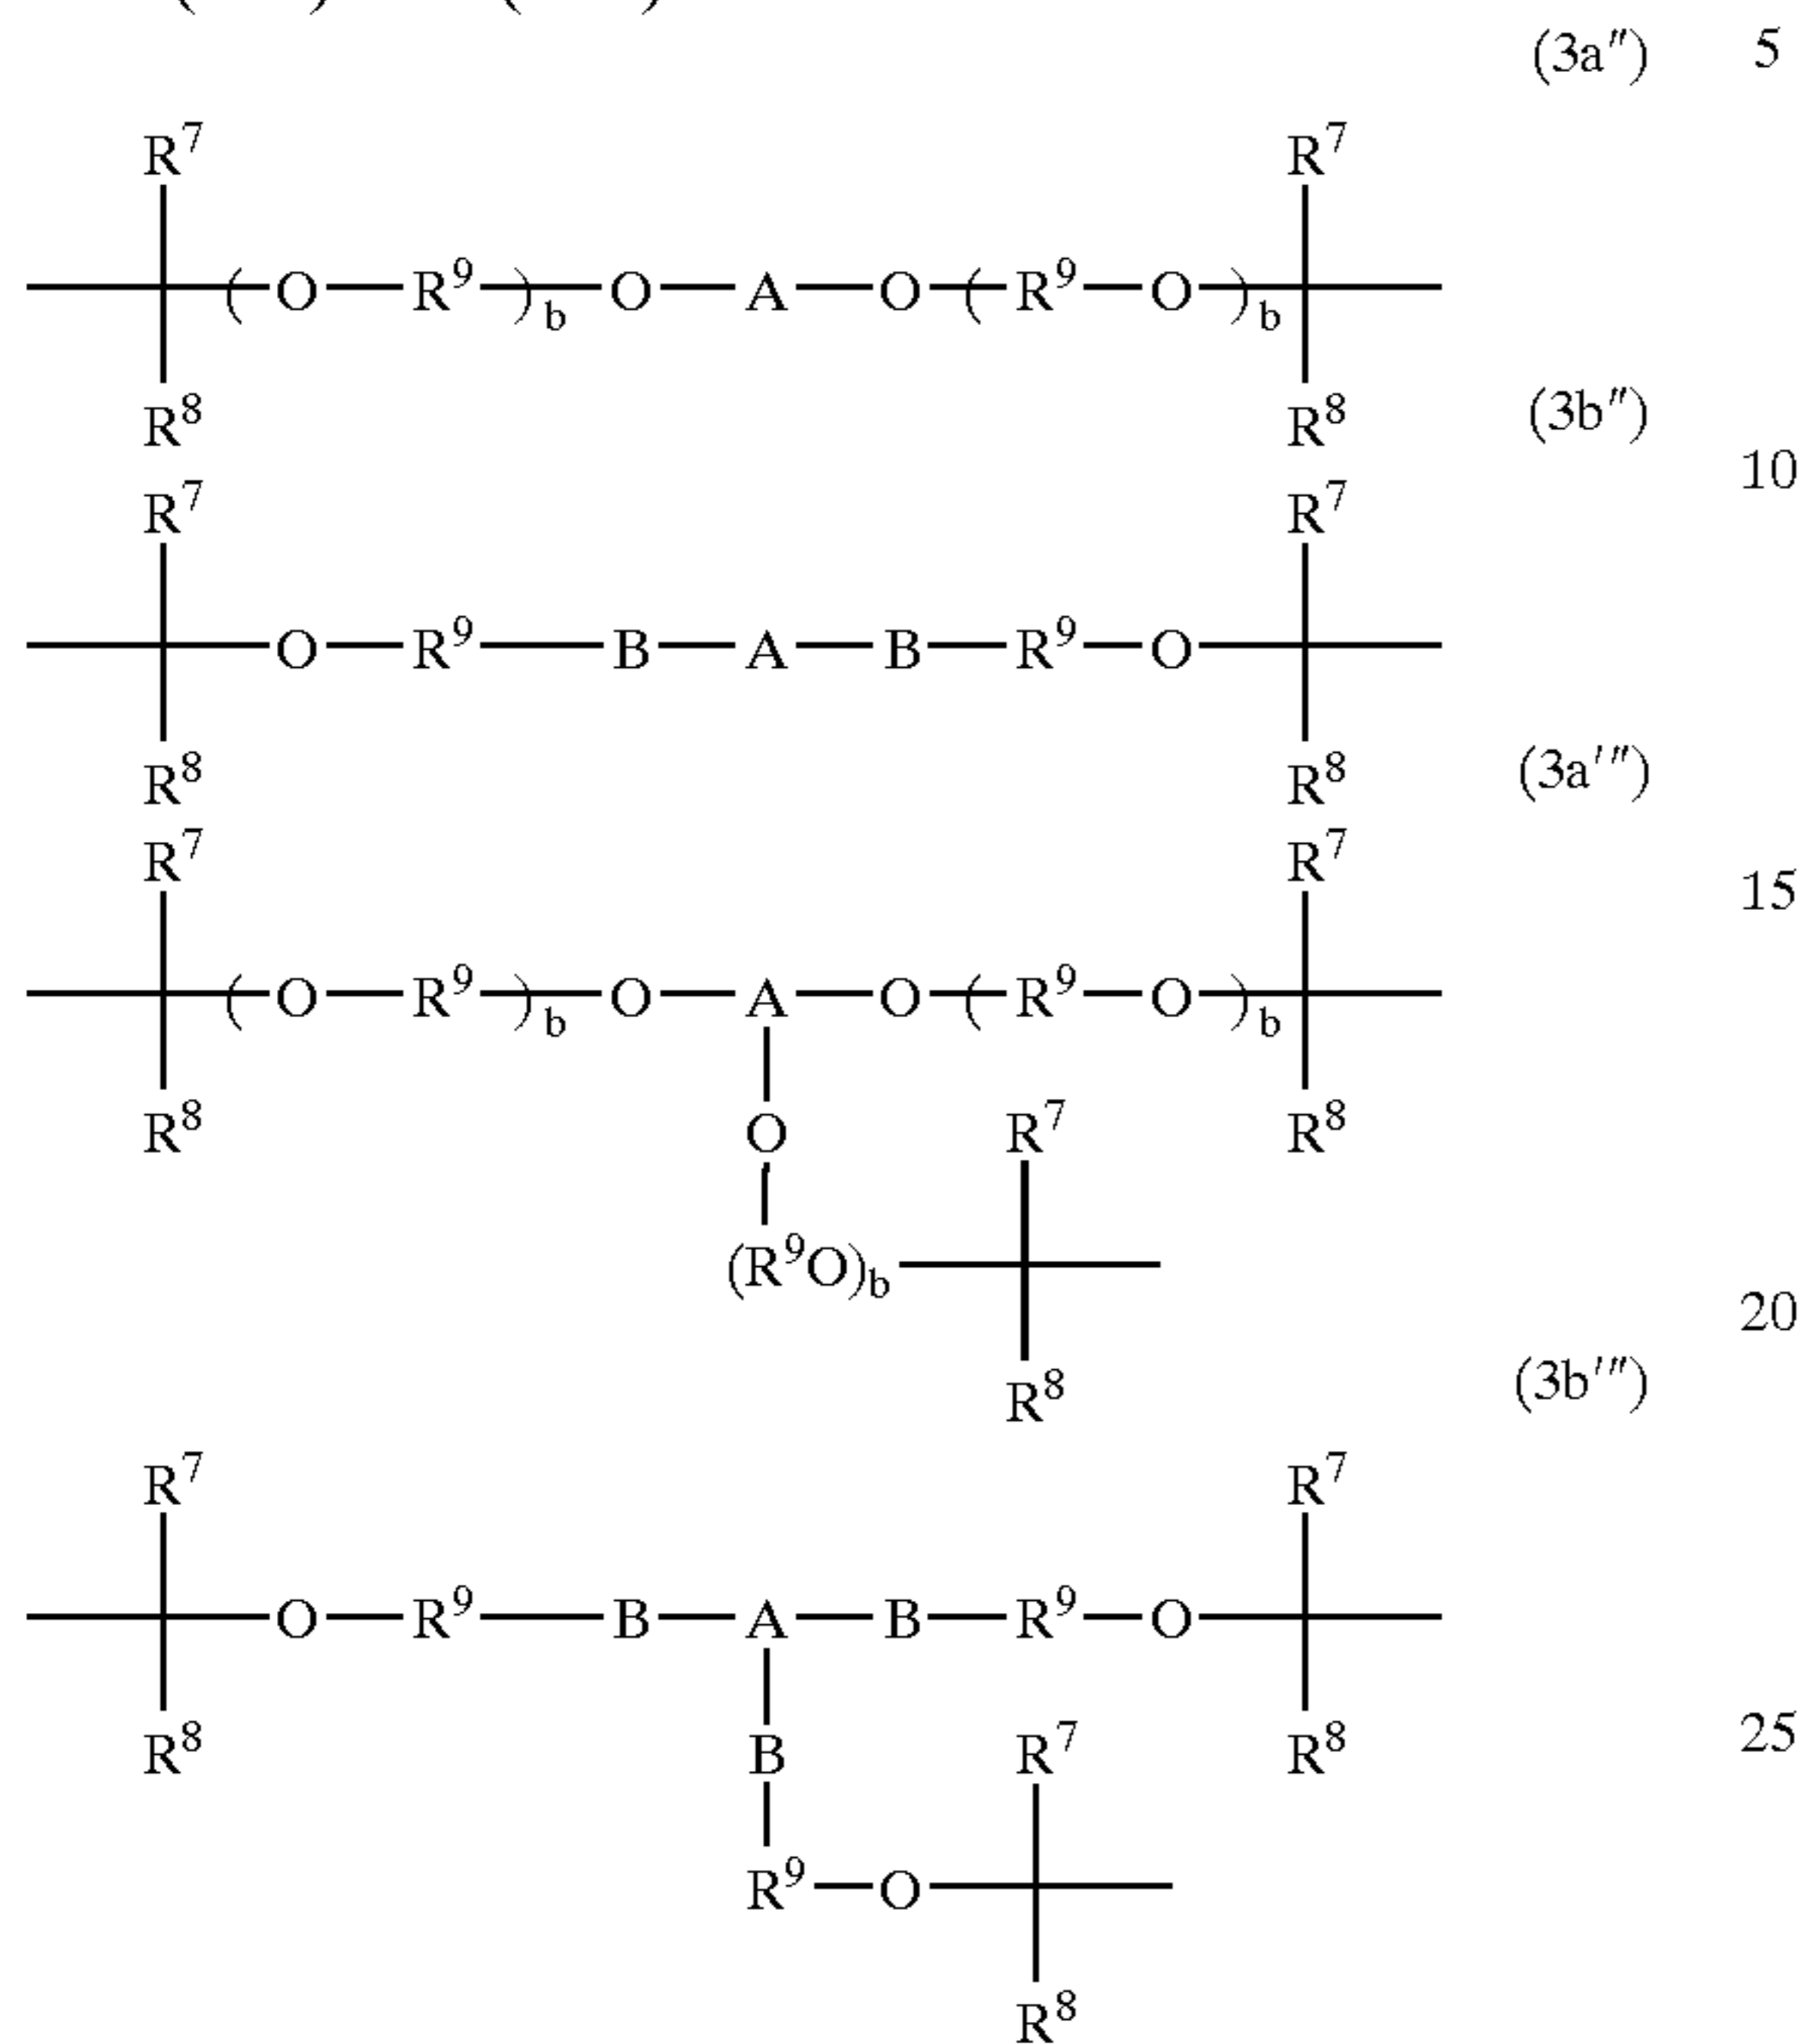 (3a″) 5
R⁷ R⁷
( O R⁹ )b O A O ( R⁹ O )b
R⁸ R⁸ (3b″)
10
R⁷ R⁷
O R⁹ B A B R⁹ O
R⁸ R⁸ (3a‴)
R⁷ R⁷
15
( O R⁹ )b O A O ( R⁹ O )b
R⁸ O R⁷ R⁸
(R⁹O)b
20
R⁸ (3b‴)
R⁷ R⁷
O R⁹ B A B R⁹ O
R⁸ B R⁷ R⁸ 25
R⁹ O
R⁸